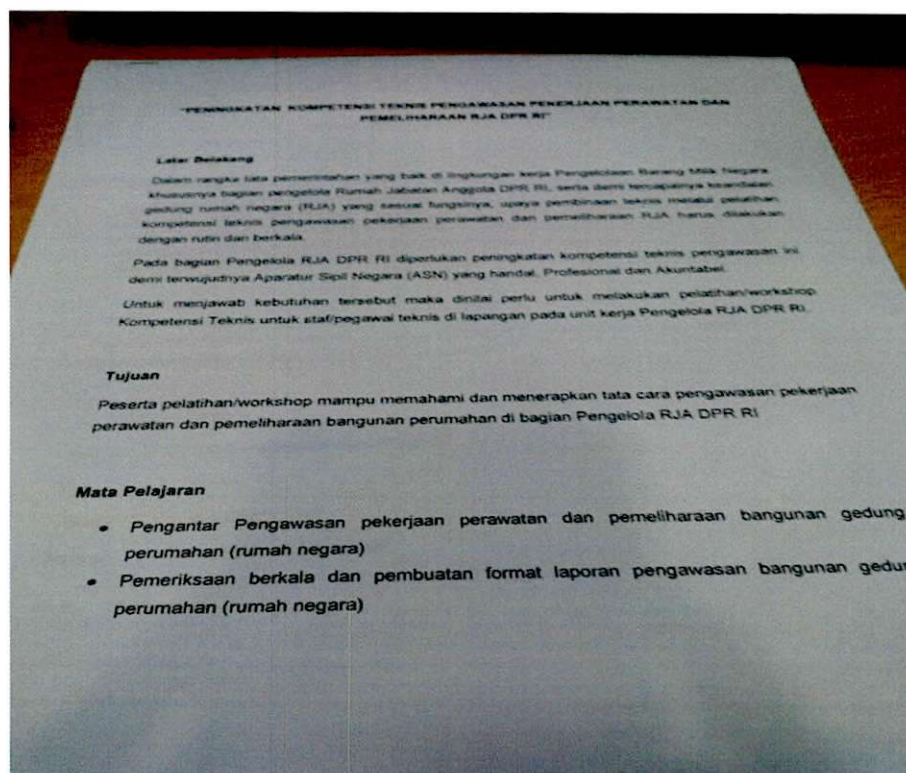 "PENINGKATAN KOMPETENSI TEKNIS PENGAWASAN PEKERJAAN PERAWATAN DAN
PEMELIHARAAN RJA DPR RI"
Latar Belakang
Dalam rangka tata pemerintahan yang baik di lingkungan kerja Pengelolaan Barang Milik Negara
khususnya bagian pengelola Rumah Jabatan Anggota DPR RI, serta demi tercapainya keandalan
gedung rumah negara (RJA) yang sesuai fungsinya, upaya pembinaan teknis melalui pelatihan
kompetensi teknis pengawasan pekerjaan perawatan dan pemeliharaan RJA harus dilakukan
dengan rutin dan berkala.
Pada bagian Pengelola RJA DPR RI diperlukan peningkatan kompetensi teknis pengawasan ini
demi terwujudnya Aparatur Sipil Negara (ASN) yang handal, Profesional dan Akuntabel.
Untuk menjawab kebutuhan tersebut maka dinilai perlu untuk melakukan pelatihan/workshop
Kompetensi Teknis untuk staf/pegawai teknis di lapangan pada unit kerja Pengelola RJA DPR RI.
Tujuan
Peserta pelatihan/workshop mampu memahami dan menerapkan tata cara pengawasan pekerjaan
perawatan dan pemeliharaan bangunan perumahan di bagian Pengelola RJA DPR RI
Mata Pelajaran
• Pengantar Pengawasan pekerjaan perawatan dan pemeliharaan bangunan gedung
perumahan (rumah negara)
• Pemeriksaan berkala dan pembuatan format laporan pengawasan bangunan gedu
perumahan (rumah negara)